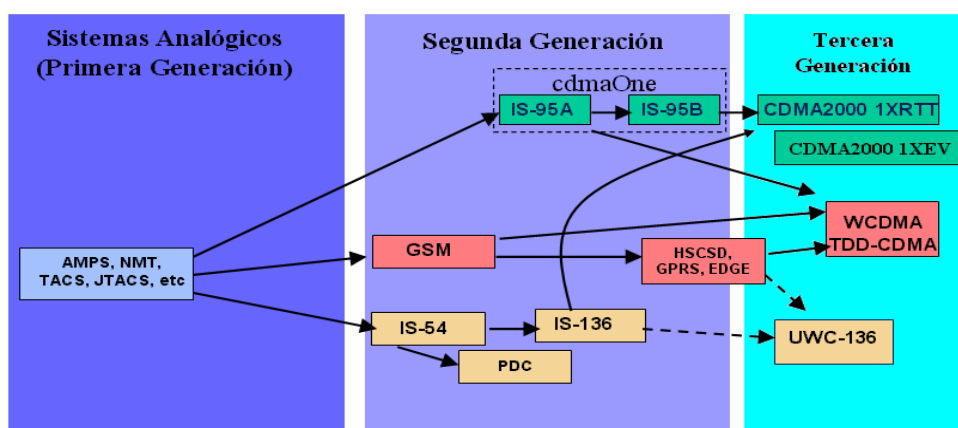 Sistemas Analógicos
(Primera Generación)
Segunda Generación
Tercera
Generación
cdmaOne
IS-95A
IS-95B
CDMA2000 1XRTT
CDMA2000 1XEV
WCDMA
TDD-CDMA
GSM
HSCSD,
GPRS, EDGE
AMPS, NMT,
TACS, JTACS, etc
IS-54
IS-136
UWC-136
PDC